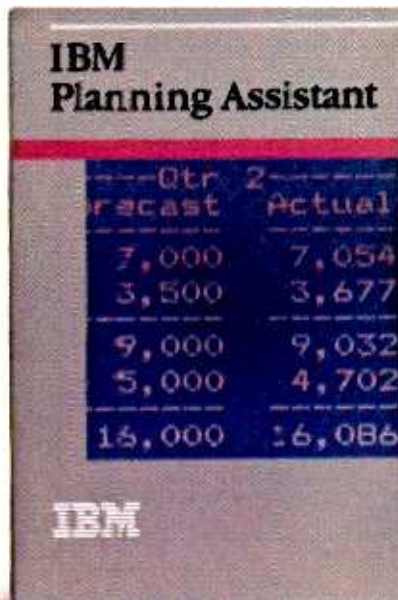 IBM
Planning Assistant
----Qtr 2------
recast Actual
7,000 7,054
3,500 3,677
9,000 9,032
5,000 4,702
16,000 16,086
IBM